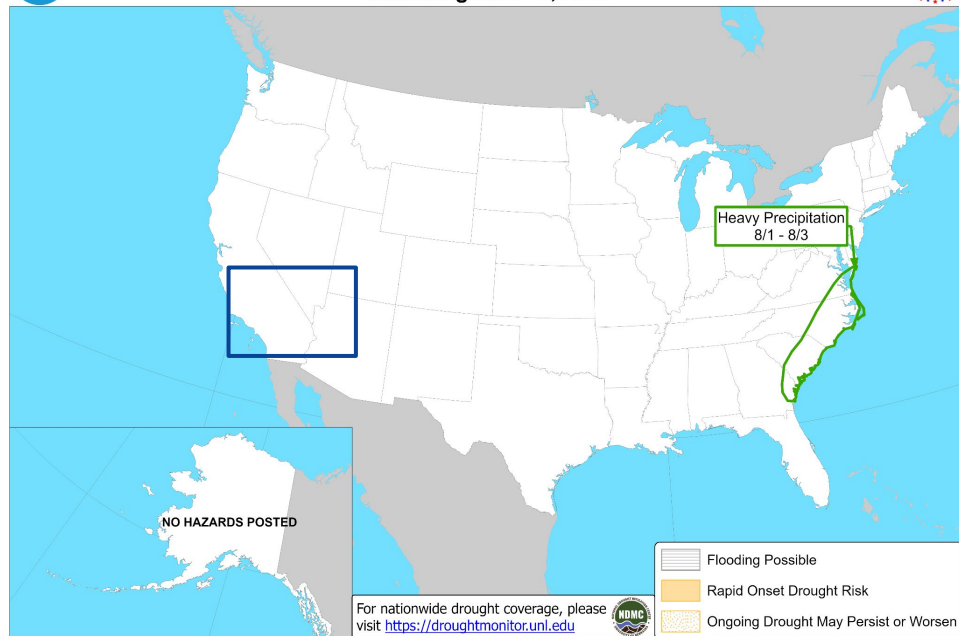 Heavy Precipitation
8/1 - 8/3
NO HAZARDS POSTED
For nationwide drought coverage, please
visit https://droughtmonitor.unl.edu
NDMC
Flooding Possible
Rapid Onset Drought Risk
Ongoing Drought May Persist or Worsen